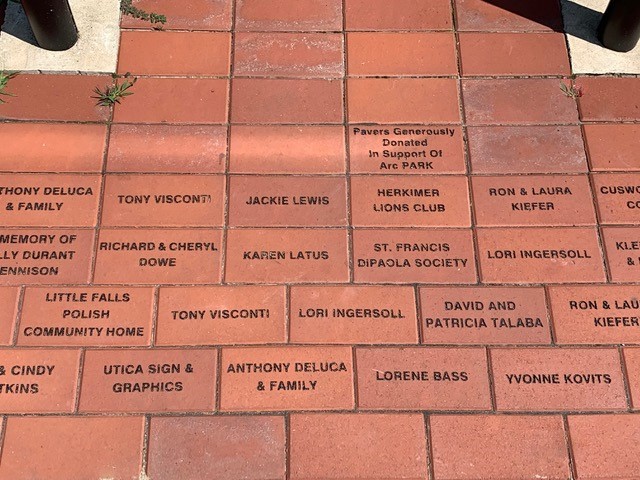 Pavers Generously
Donated
In Support Of
Arc PARK
THONY DELUCA
& FAMILY
TONY VISCONTI
JACKIE LEWIS
HERKIMER
LIONS CLUB
RON & LAURA
KIEFER
CUSWO
CO
MEMORY OF
LLY DURANT
ENNISON
RICHARD & CHERYL
DOWE
KAREN LATUS
ST. FRANCIS
DiPAOLA SOCIETY
LORI INGERSOLL
KLE
&
LITTLE FALLS
POLISH
COMMUNITY HOME
TONY VISCONTI
LORI INGERSOLL
DAVID AND
PATRICIA TALABA
RON & LAU
KIEFER
& CINDY
TKINS
UTICA SIGN &
GRAPHICS
ANTHONY DELUCA
& FAMILY
LORENE BASS
YVONNE KOVITS